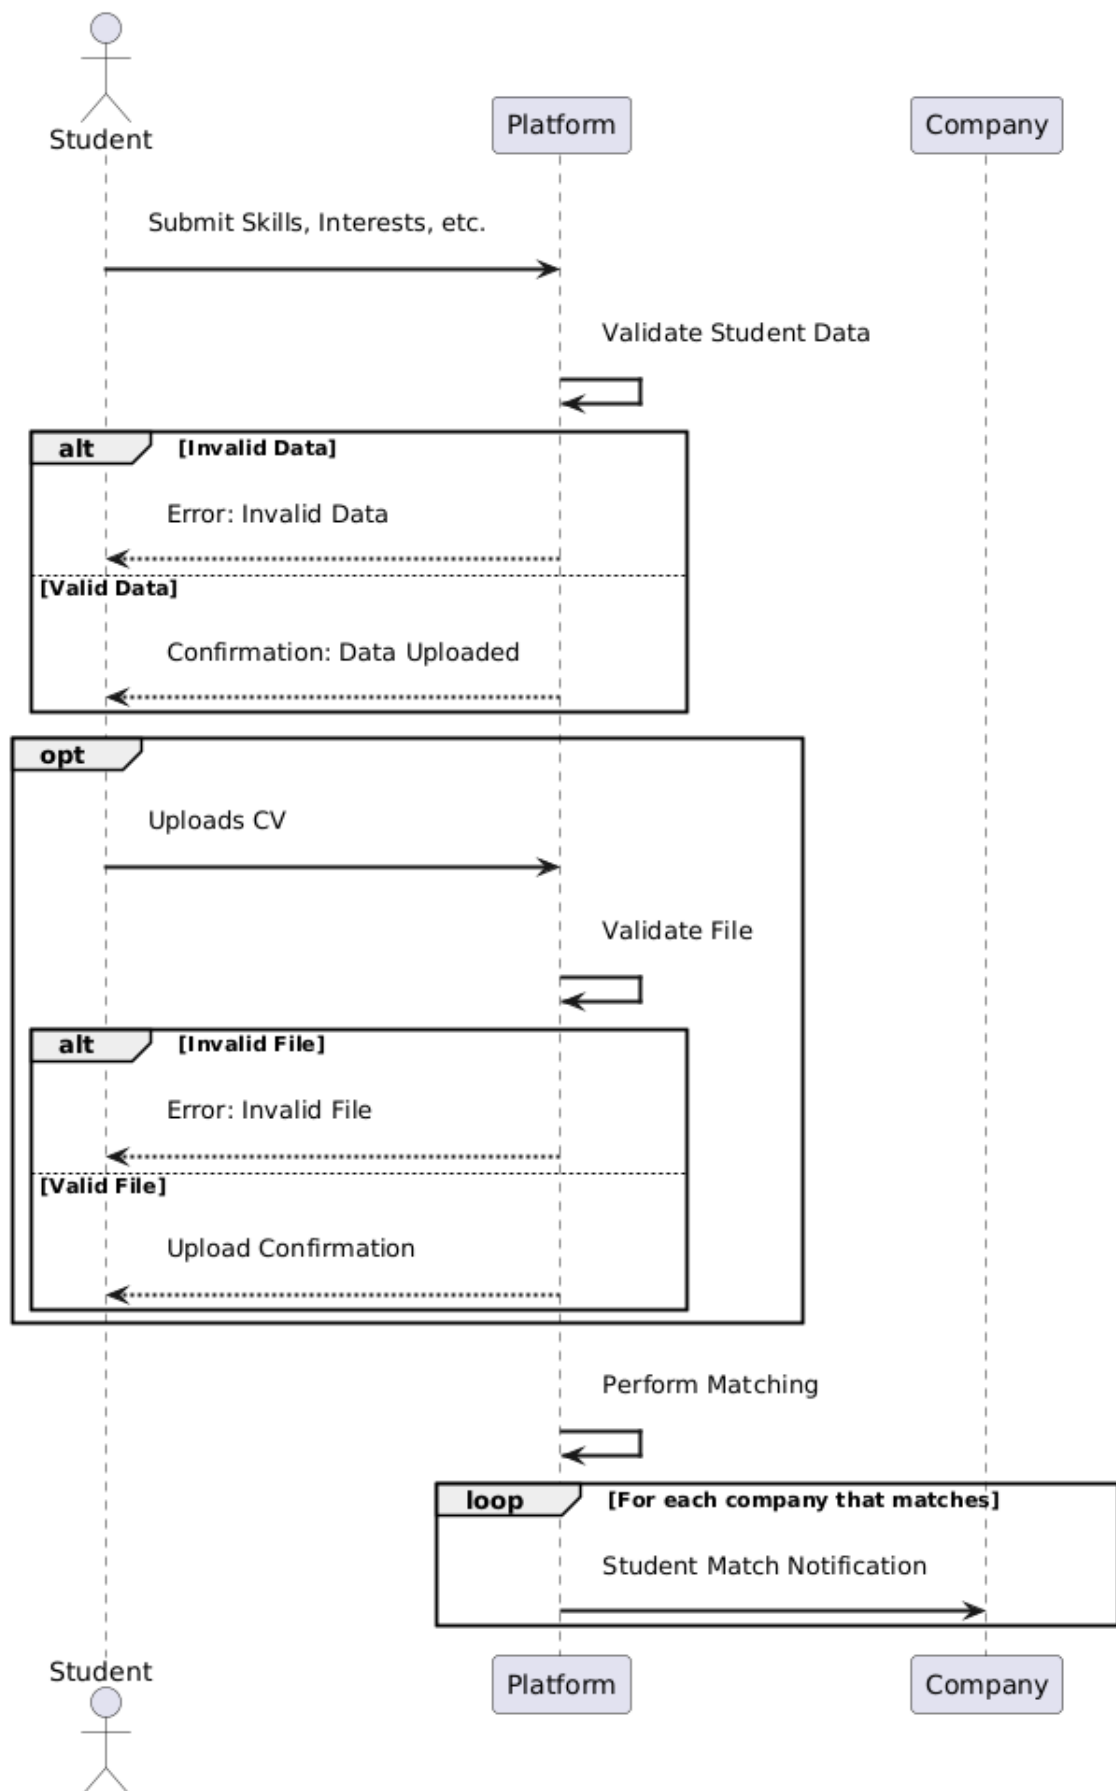 Student
Platform
Company
Submit Skills, Interests, etc.
Validate Student Data
alt [Invalid Data]
Error: Invalid Data
[Valid Data]
Confirmation: Data Uploaded
opt
Uploads CV
Validate File
alt [Invalid File]
Error: Invalid File
[Valid File]
Upload Confirmation
Perform Matching
loop [For each company that matches]
Student Match Notification
Student
Platform
Company